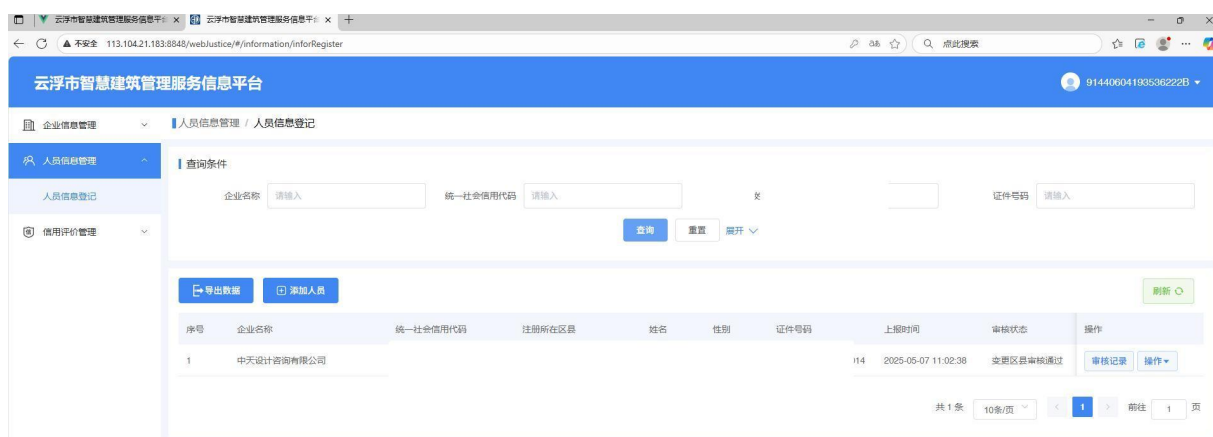 云浮市智慧建筑管理服务信息平台 × 云浮市智慧建筑管理服务信息平台 × +
不安全 113.104.21.183:8848/webJustice/#/information/inforRegister 点此搜索
云浮市智慧建筑管理服务信息平台 91440604193536222B
企业信息管理 人员信息管理 / 人员信息登记
人员信息管理 查询条件
人员信息登记 企业名称 请输入 统一社会信用代码 请输入 证件号码 请输入
信用评价管理 查询 重置 展开
导出数据 添加人员 刷新
序号 企业名称 统一社会信用代码 注册所在区县 姓名 性别 证件号码 上报时间 审核状态 操作
1 中天设计咨询有限公司 014 2025-05-07 11:02:38 变更区县审核通过 审核记录 操作
共 1 条 10条/页 < 1 > 前往 1 页